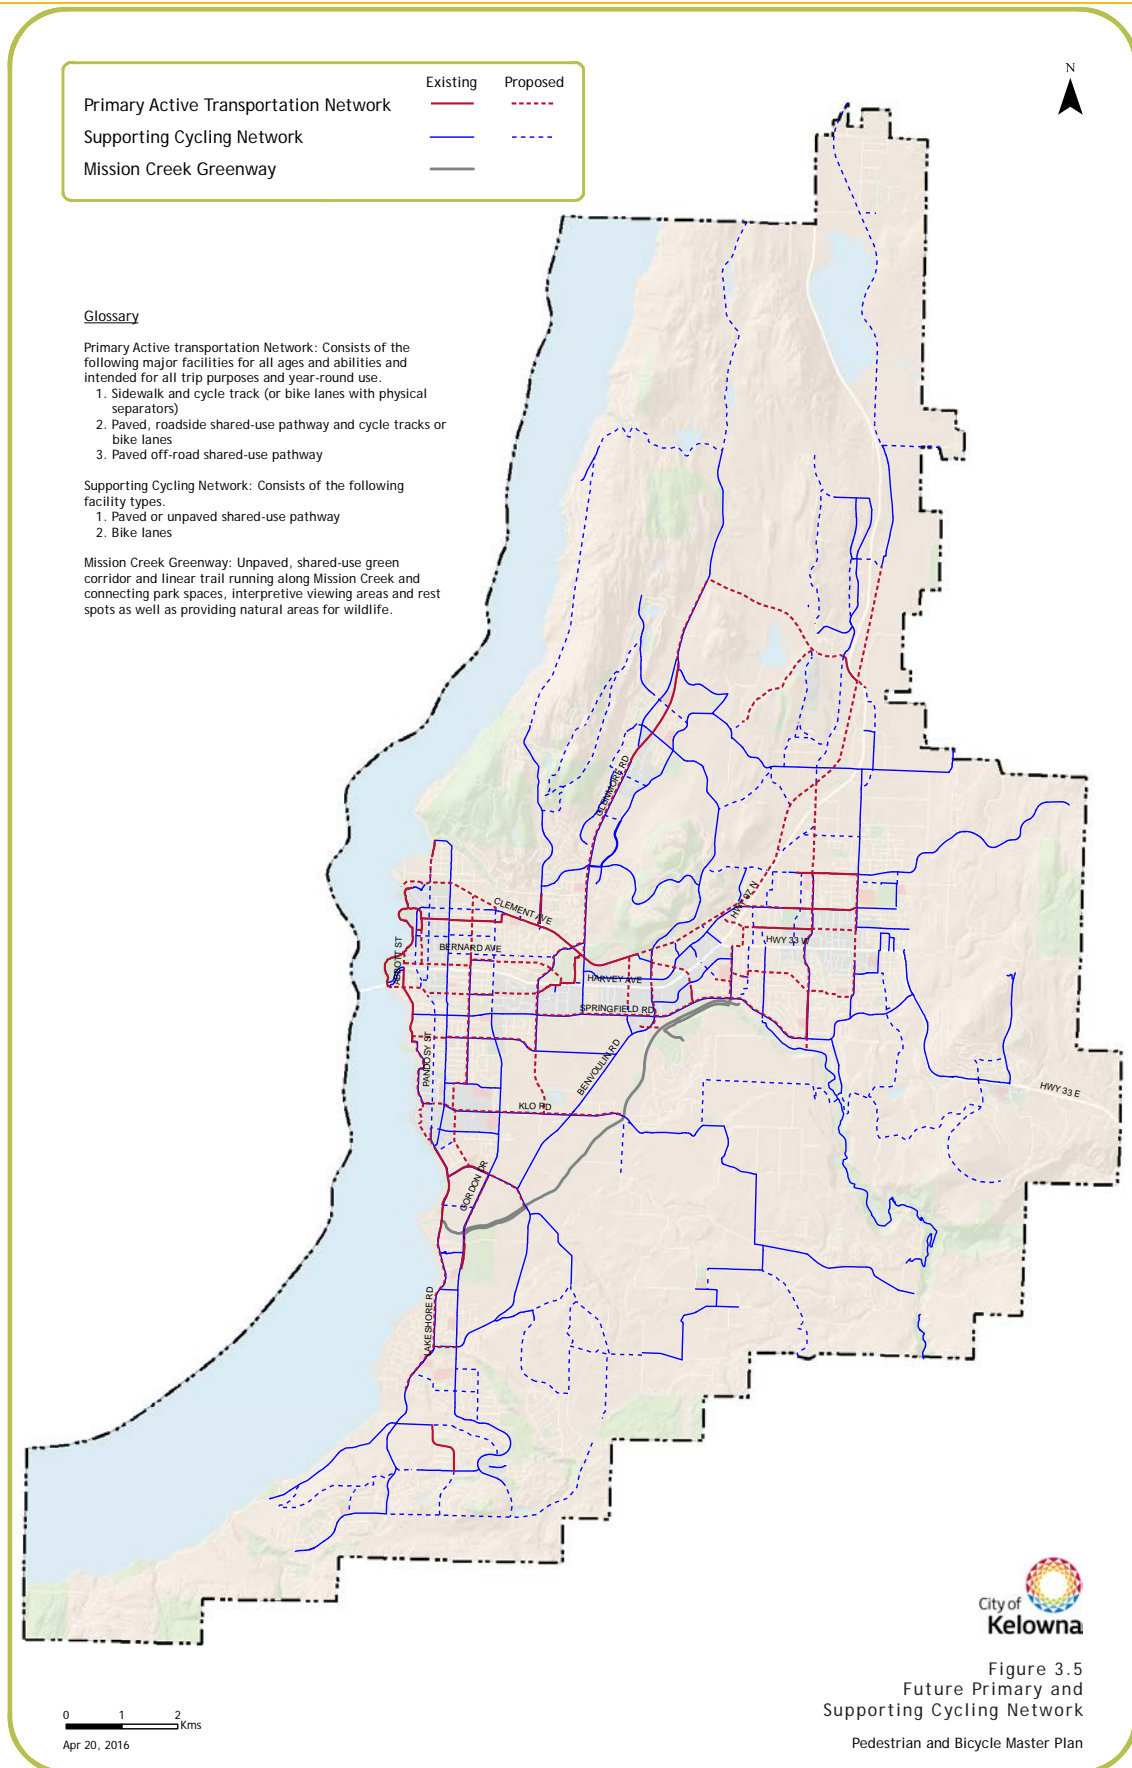 Existing Proposed
Primary Active Transportation Network
Supporting Cycling Network
Mission Creek Greenway
N
Glossary
Primary Active transportation Network: Consists of the
following major facilities for all ages and abilities and
intended for all trip purposes and year-round use.
1. Sidewalk and cycle track (or bike lanes with physical
separators)
2. Paved, roadside shared-use pathway and cycle tracks or
bike lanes
3. Paved off-road shared-use pathway
Supporting Cycling Network: Consists of the following
facility types.
1. Paved or unpaved shared-use pathway
2. Bike lanes
Mission Creek Greenway: Unpaved, shared-use green
corridor and linear trail running along Mission Creek and
connecting park spaces, interpretive viewing areas and rest
spots as well as providing natural areas for wildlife.
GLENMORE RD
CLEMENT AVE
HWY 97 N
ABBOTT ST
BERNARD AVE
HWY 33 W
HARVEY AVE
SPRINGFIELD RD
PANDOSY ST
BENVOULIN RD
HWY 33 E
KLO RD
GORDON DR
LAKESHORE RD
City of
Kelowna
Figure 3.5
Future Primary and
Supporting Cycling Network
Pedestrian and Bicycle Master Plan
0 1 2
Kms
Apr 20, 2016